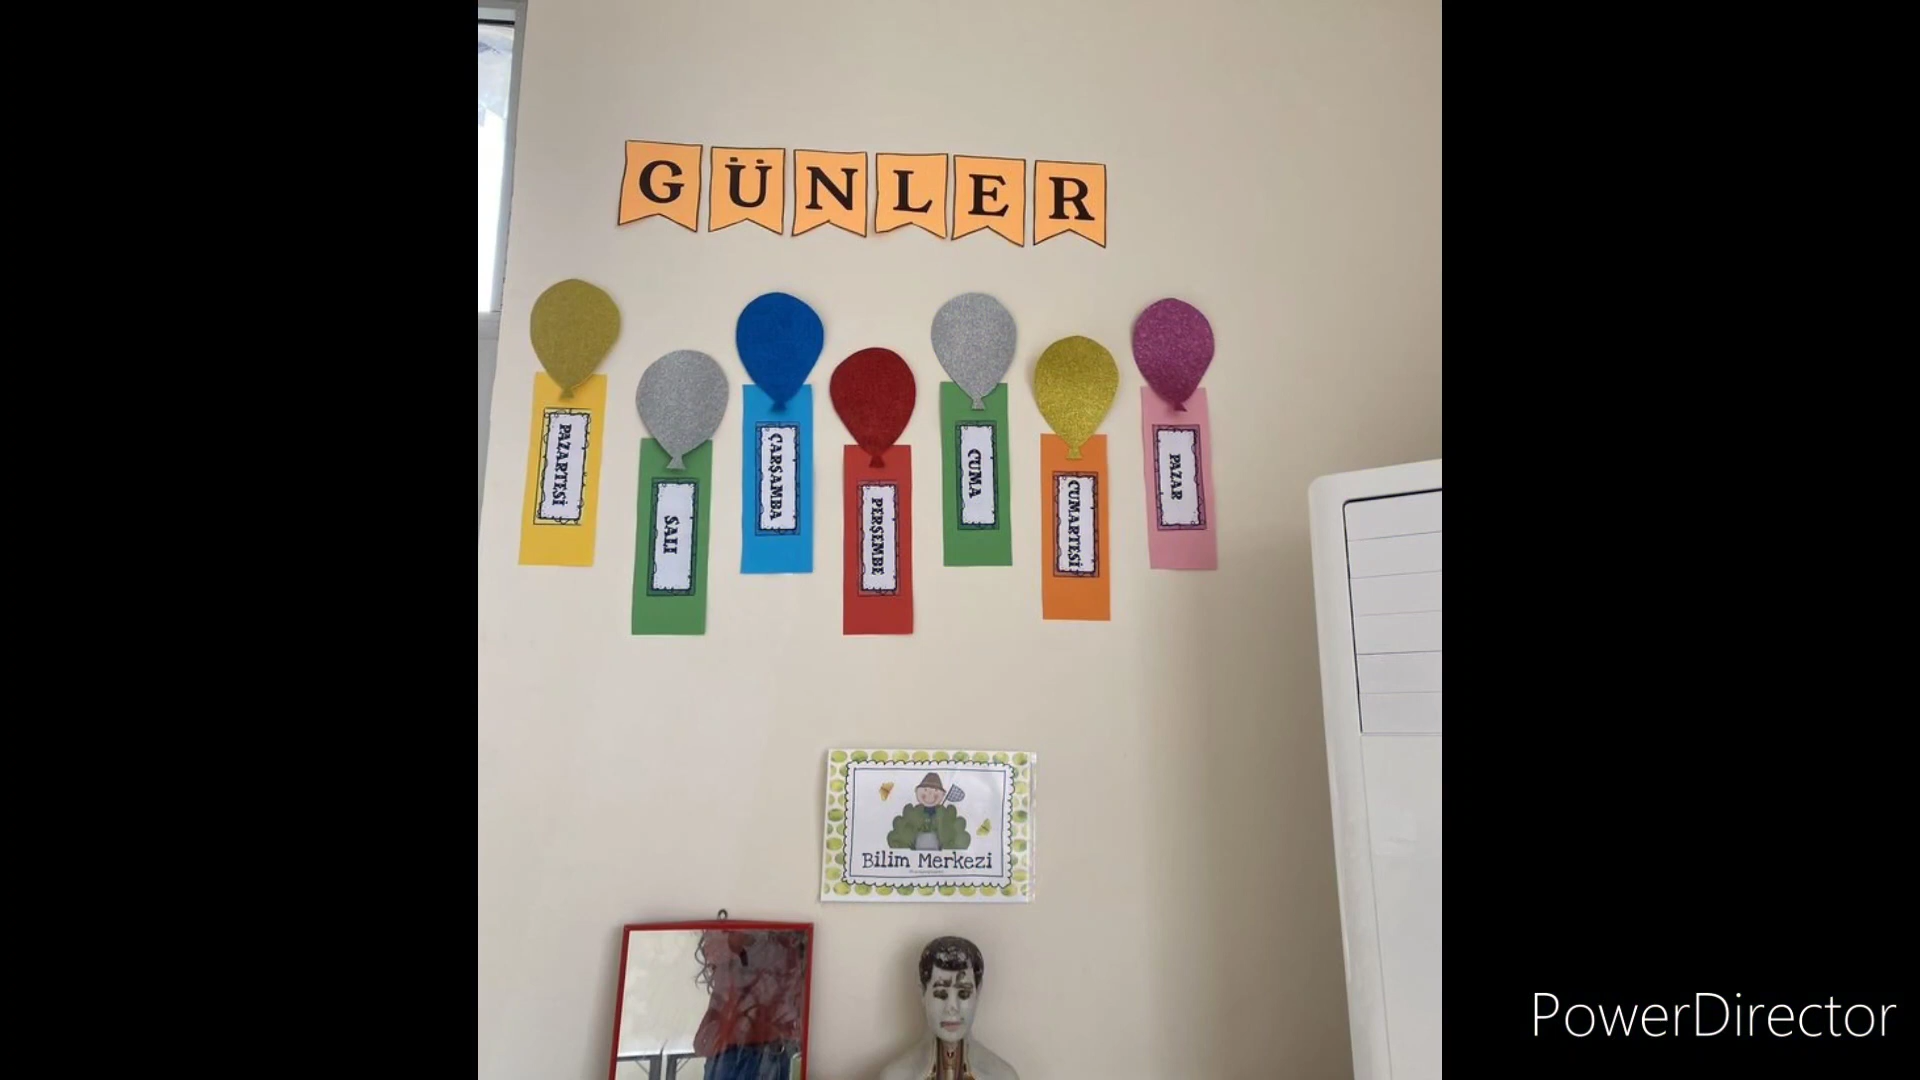 GÜNLER
PAZARTESİ
SALI
ÇARŞAMBA
PERŞEMBE
CUMA
CUMARTESİ
PAZAR
Bilim Merkezi
PowerDirector